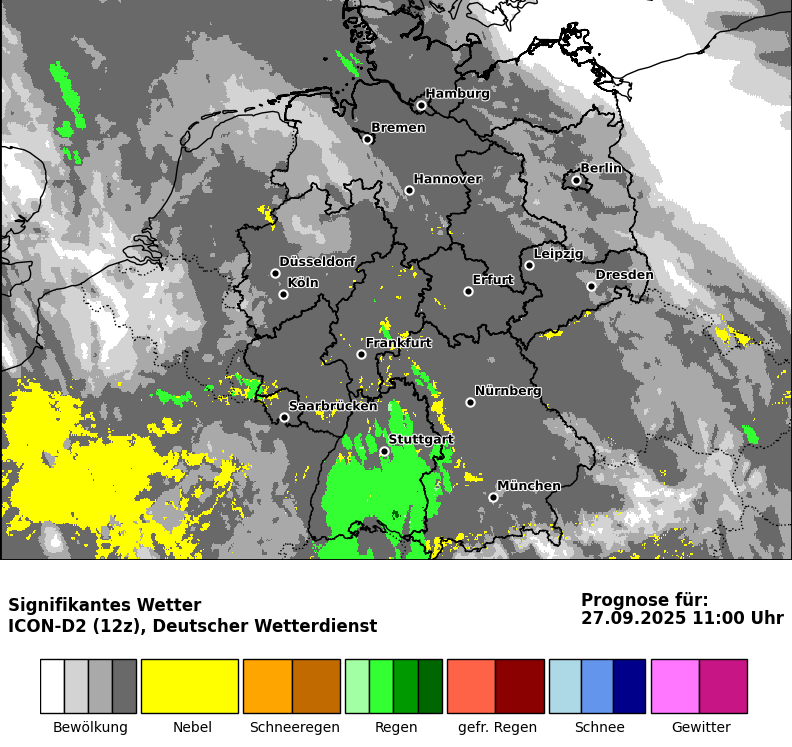 Hamburg
Bremen
Berlin
Hannover
Düsseldorf
Leipzig
Köln
Erfurt
Dresden
Frankfurt
Nürnberg
Saarbrücken
Stuttgart
München
Signifikantes Wetter
ICON-D2 (12z), Deutscher Wetterdienst
Prognose für:
27.09.2025 11:00 Uhr
Bewölkung Nebel Schneeregen Regen gefr. Regen Schnee Gewitter